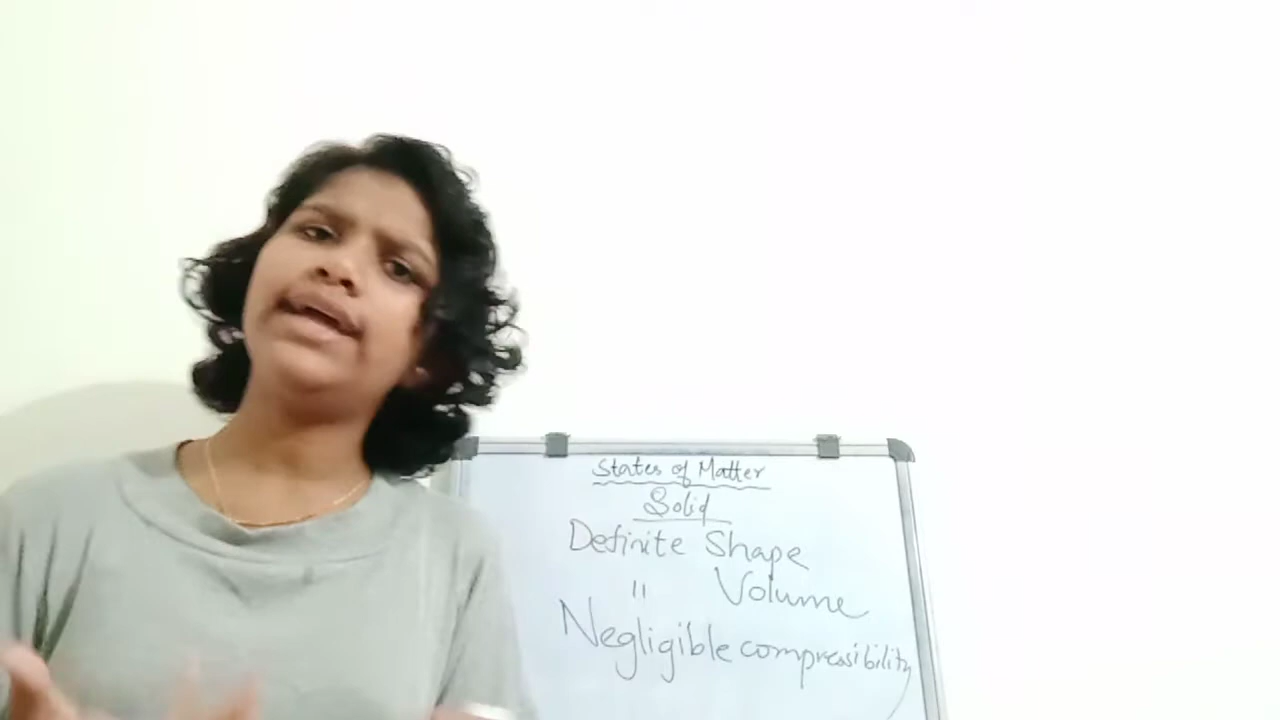 States of Matter
Solid
Definite Shape
" Volume
Negligible compressibility